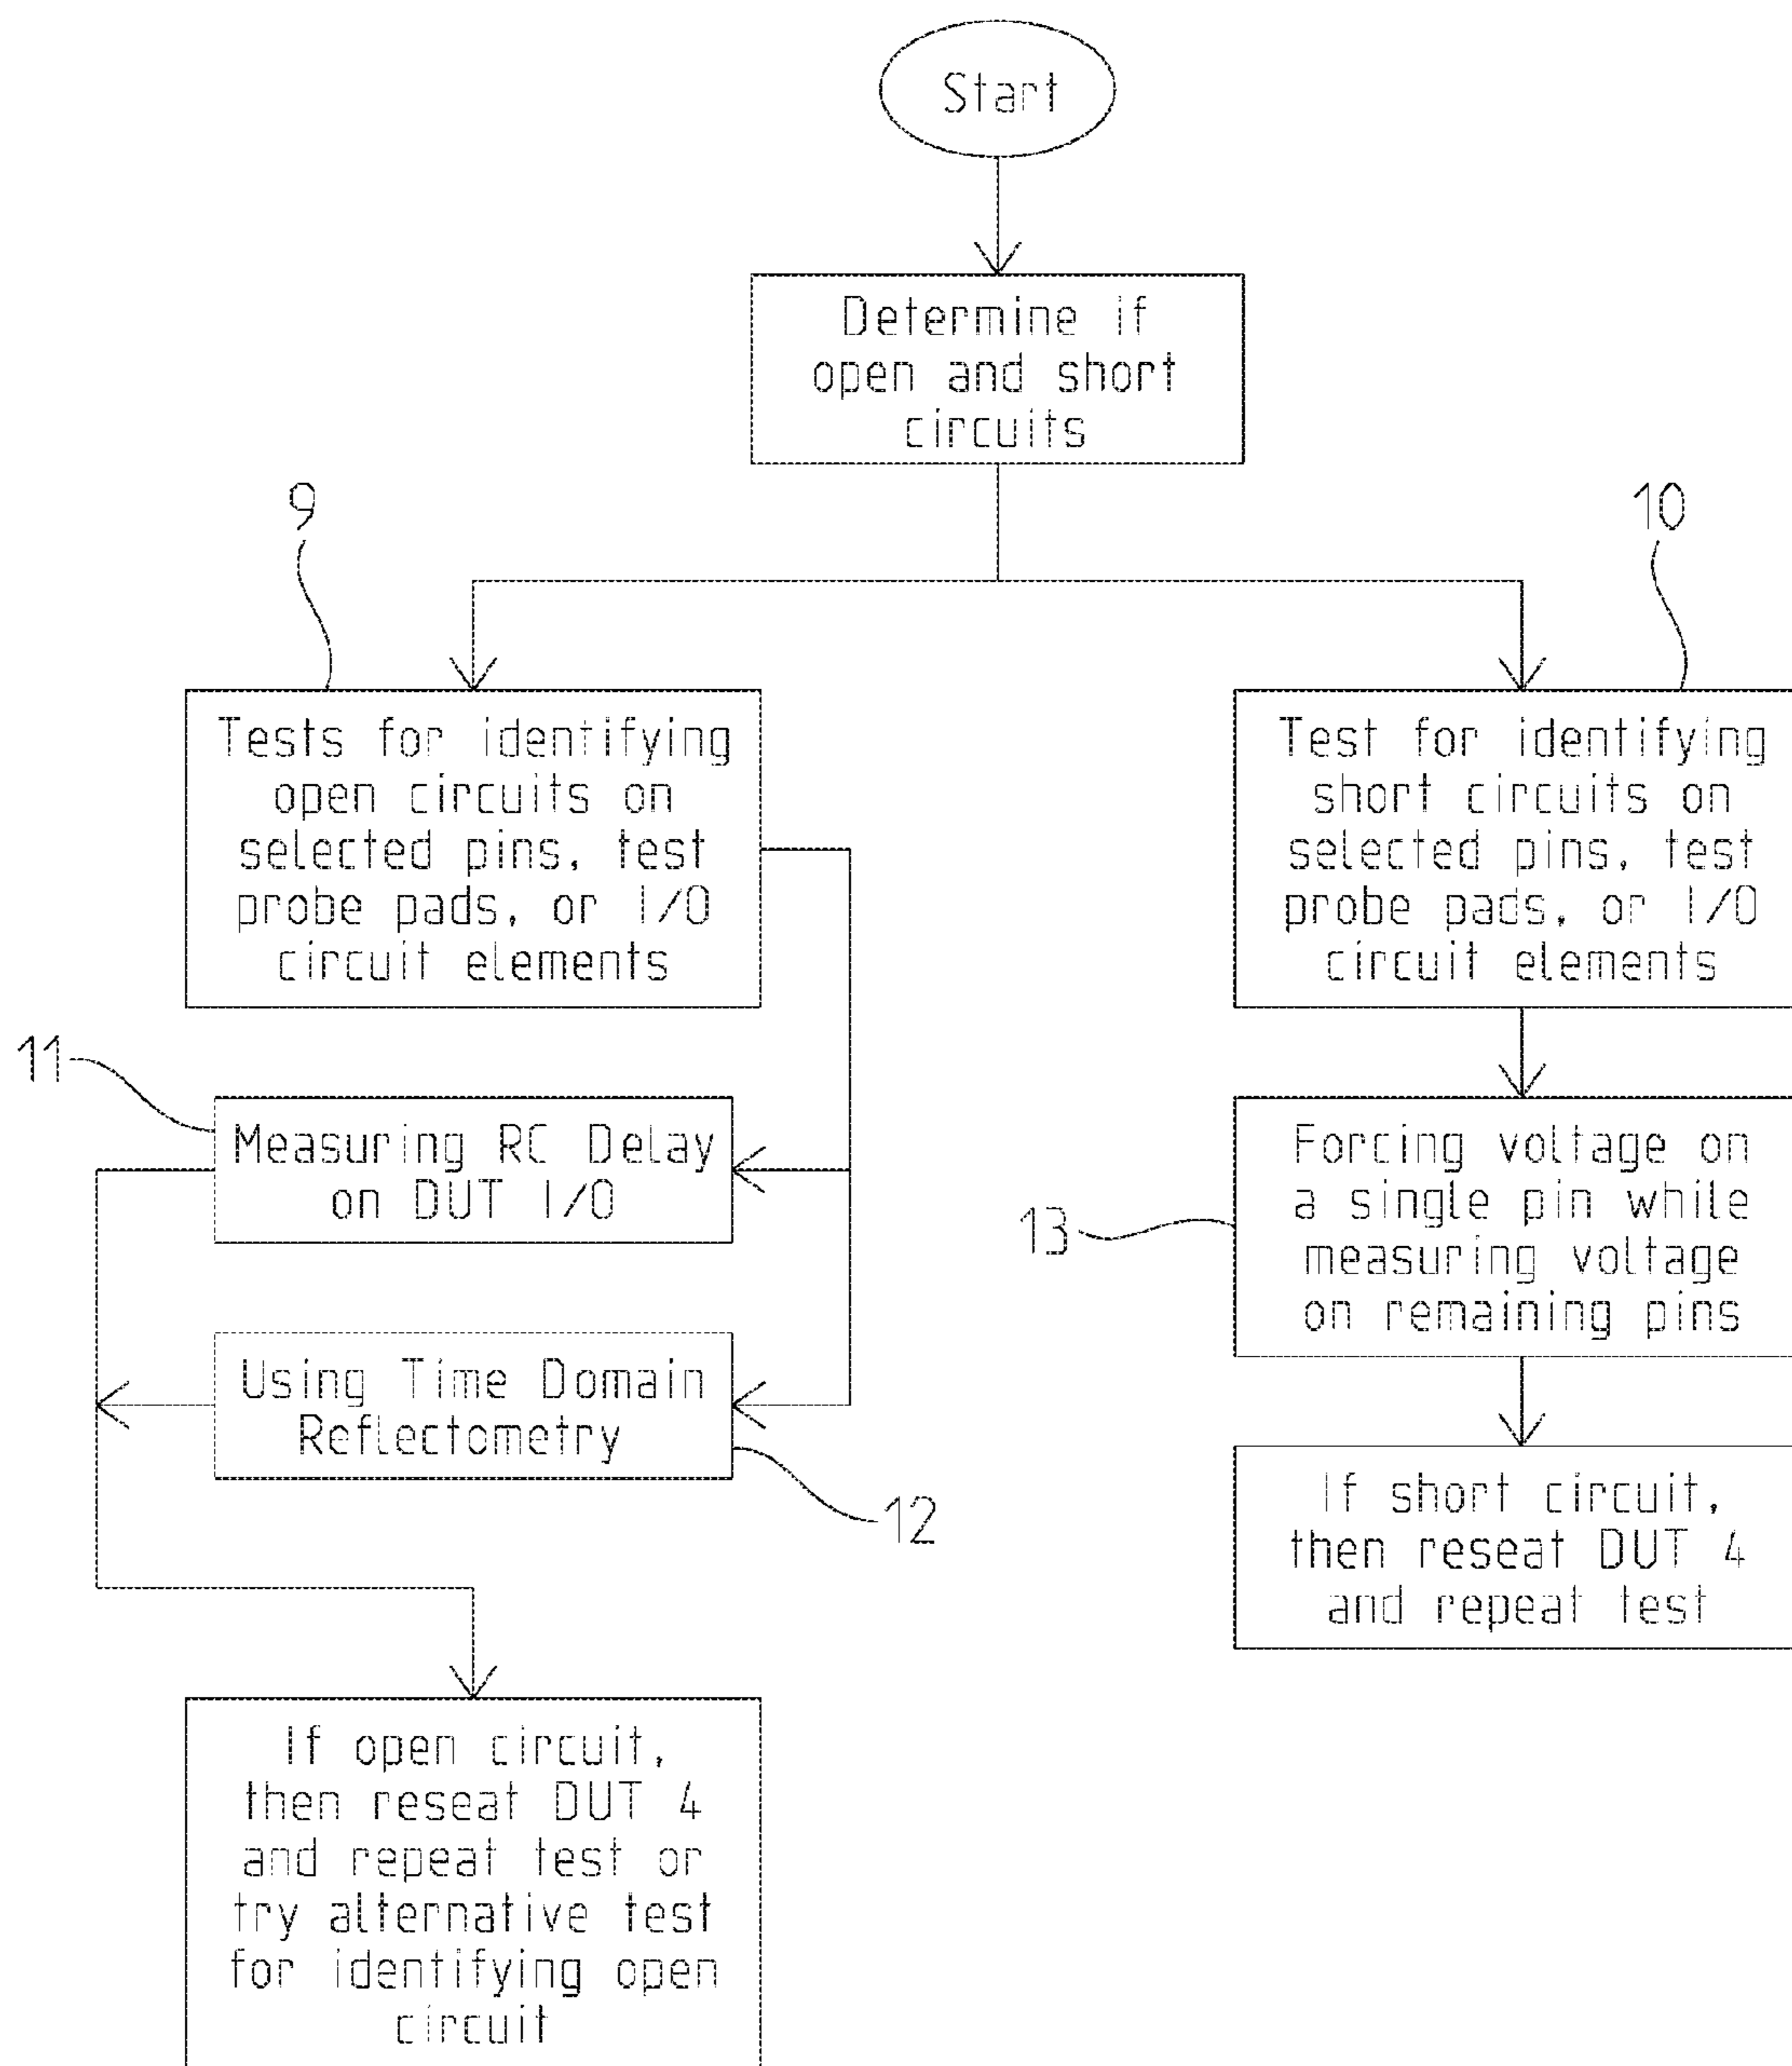 Start
Determine if
open and short
circuits
9
10
Tests for identifying
open circuits on
selected pins, test
probe pads, or I/O
circuit elements
Test for identifying
short circuits on
selected pins, test
probe pads, or I/O
circuit elements
11
Measuring RC Delay
on DUT I/O
13
Forcing voltage on
a single pin while
measuring voltage
on remaining pins
Using Time Domain
Reflectometry
12
If short circuit,
then reseat DUT 4
and repeat test
If open circuit,
then reseat DUT 4
and repeat test or
try alternative test
for identifying open
circuit